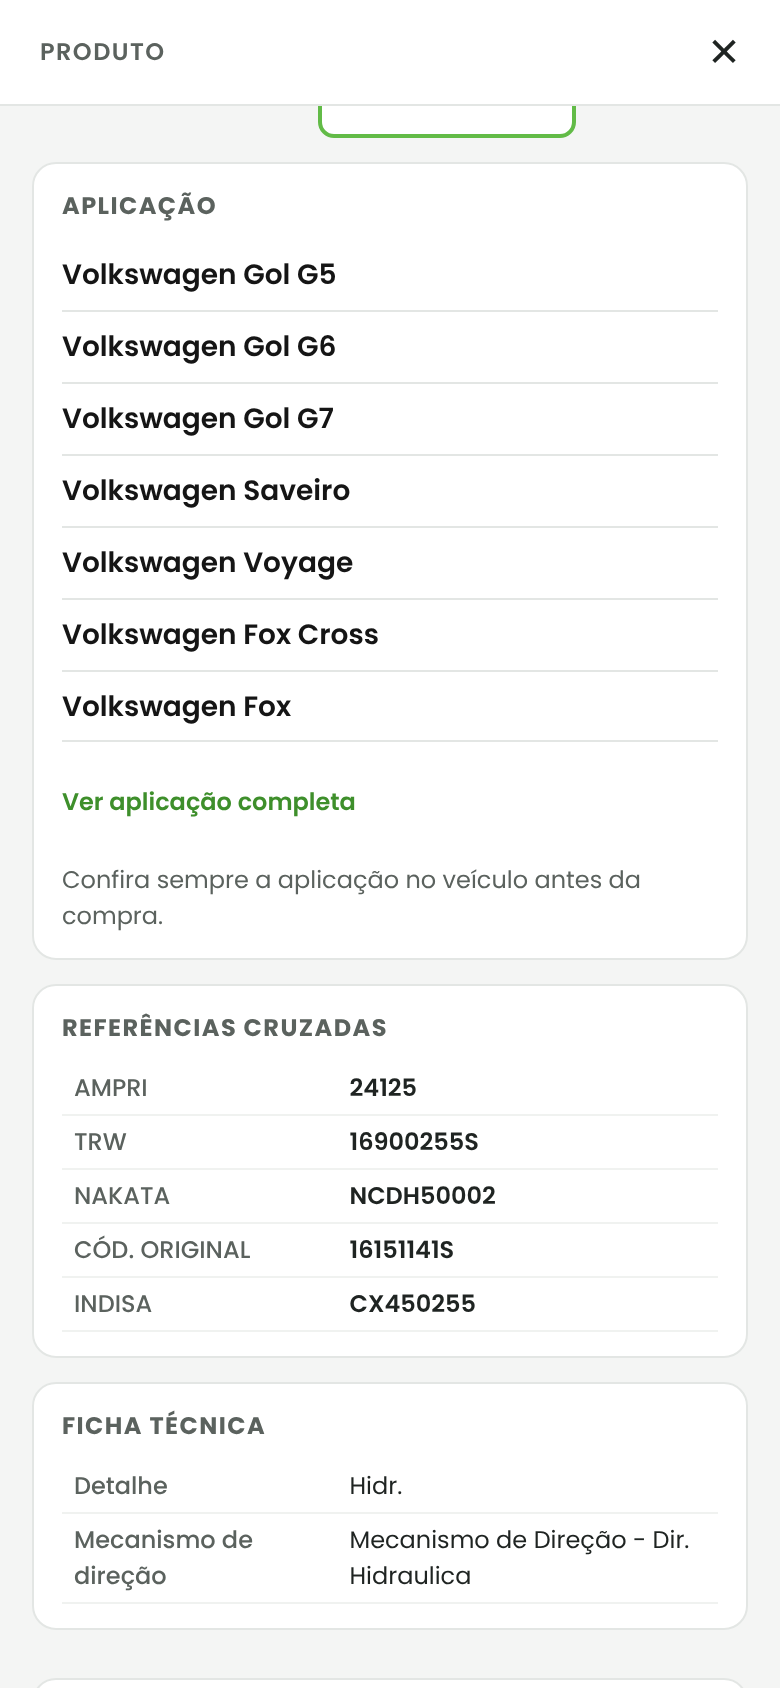 PRODUTO
APLICAÇÃO
Volkswagen Gol G5
Volkswagen Gol G6
Volkswagen Gol G7
Volkswagen Saveiro
Volkswagen Voyage
Volkswagen Fox Cross
Volkswagen Fox
Ver aplicação completa
Confira sempre a aplicação no veículo antes da
compra.
REFERÊNCIAS CRUZADAS
AMPRI 24125
TRW 16900255S
NAKATA NCDH50002
CÓD. ORIGINAL 16151141S
INDISA CX450255
FICHA TÉCNICA
Detalhe Hidr.
Mecanismo de direção Mecanismo de Direção - Dir.
Hidraulica